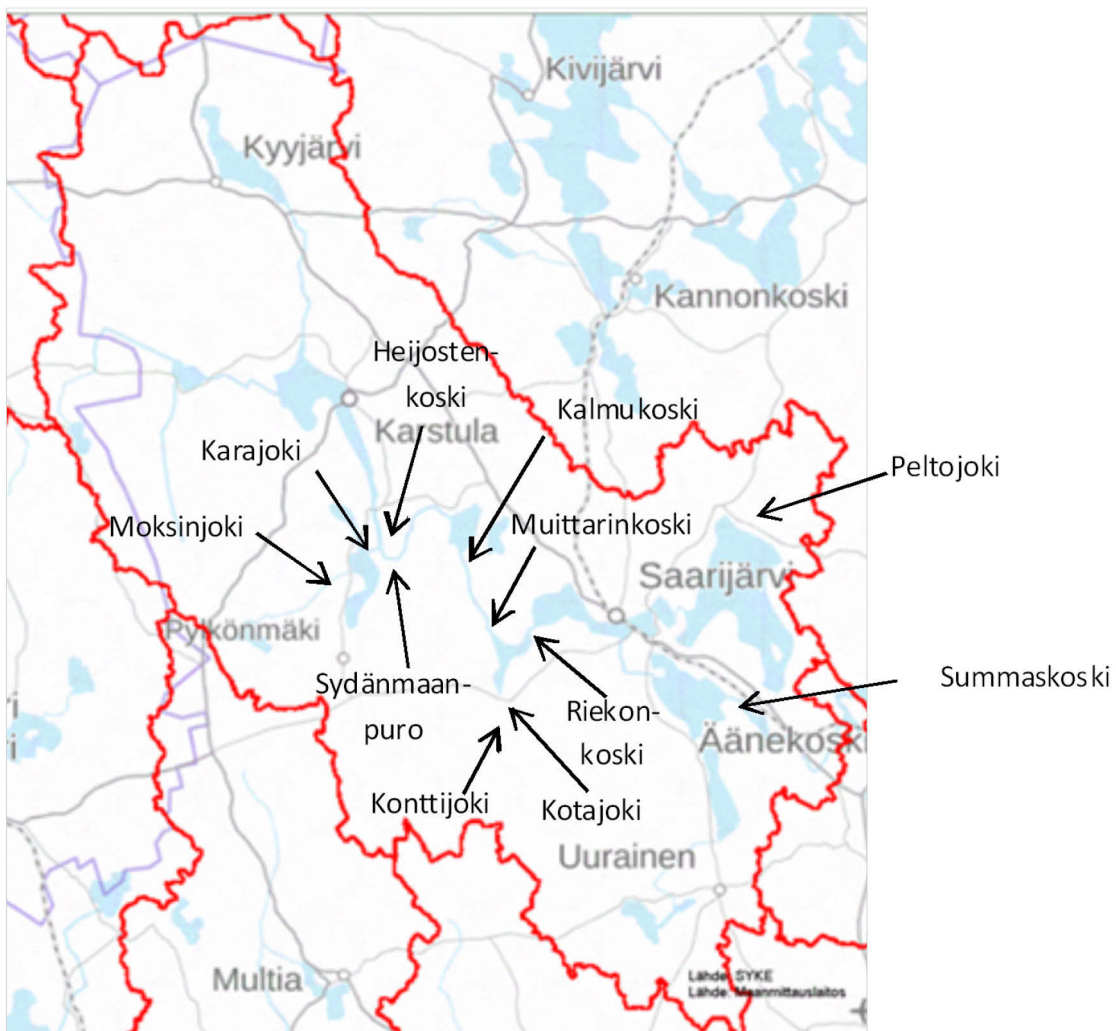 Kivijärvi
Kyyjärvi
Kannonkoski
Heijosten-
koski
Kalmukoski
Karstula
Karajoki
Peltojoki
Moksinjoki
Muittarinkoski
Saarijärvi
Pylkönmäki
Sydänmaan-
puro
Riekon-
koski
Summaskoski
Äänekoski
Konttijoki
Kotajoki
Uurainen
Multia
Lähde: SYKE
Lähde: Maanmittauslaitos